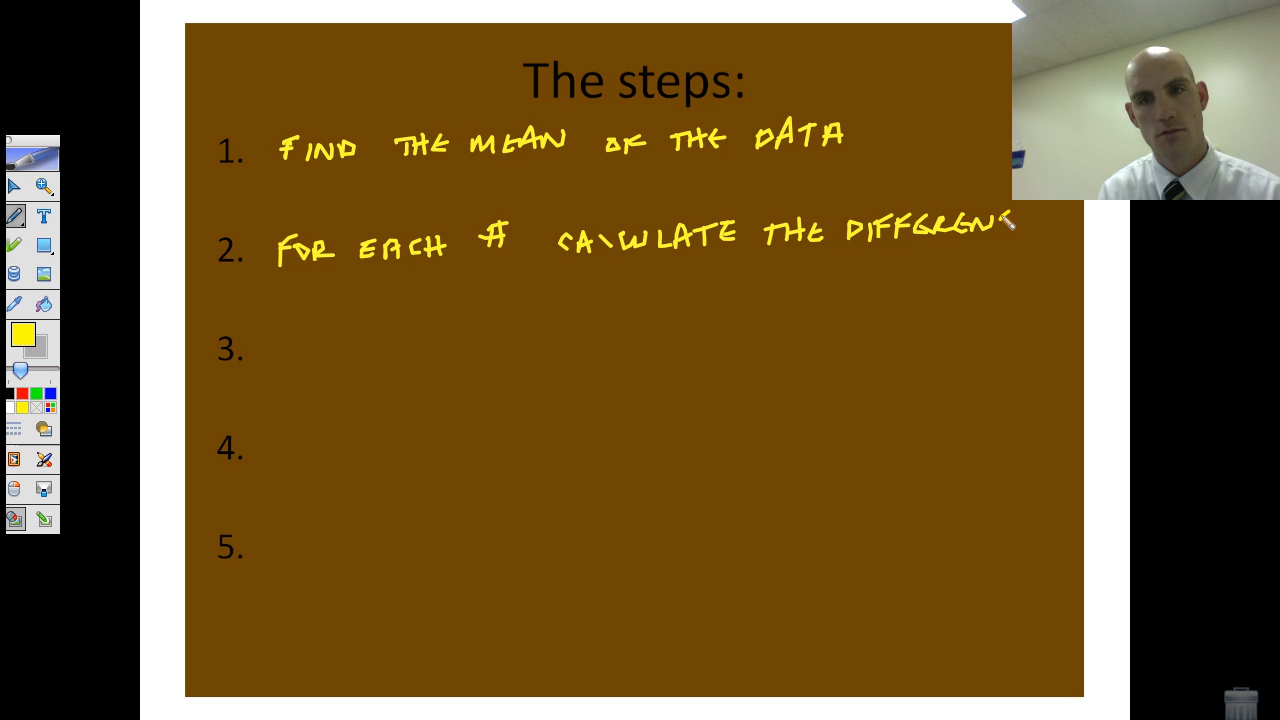 The steps:
1. FIND THE MEAN OF THE DATA
2. FOR EACH # CALCULATE THE DIFFERENC
3.
4.
5.